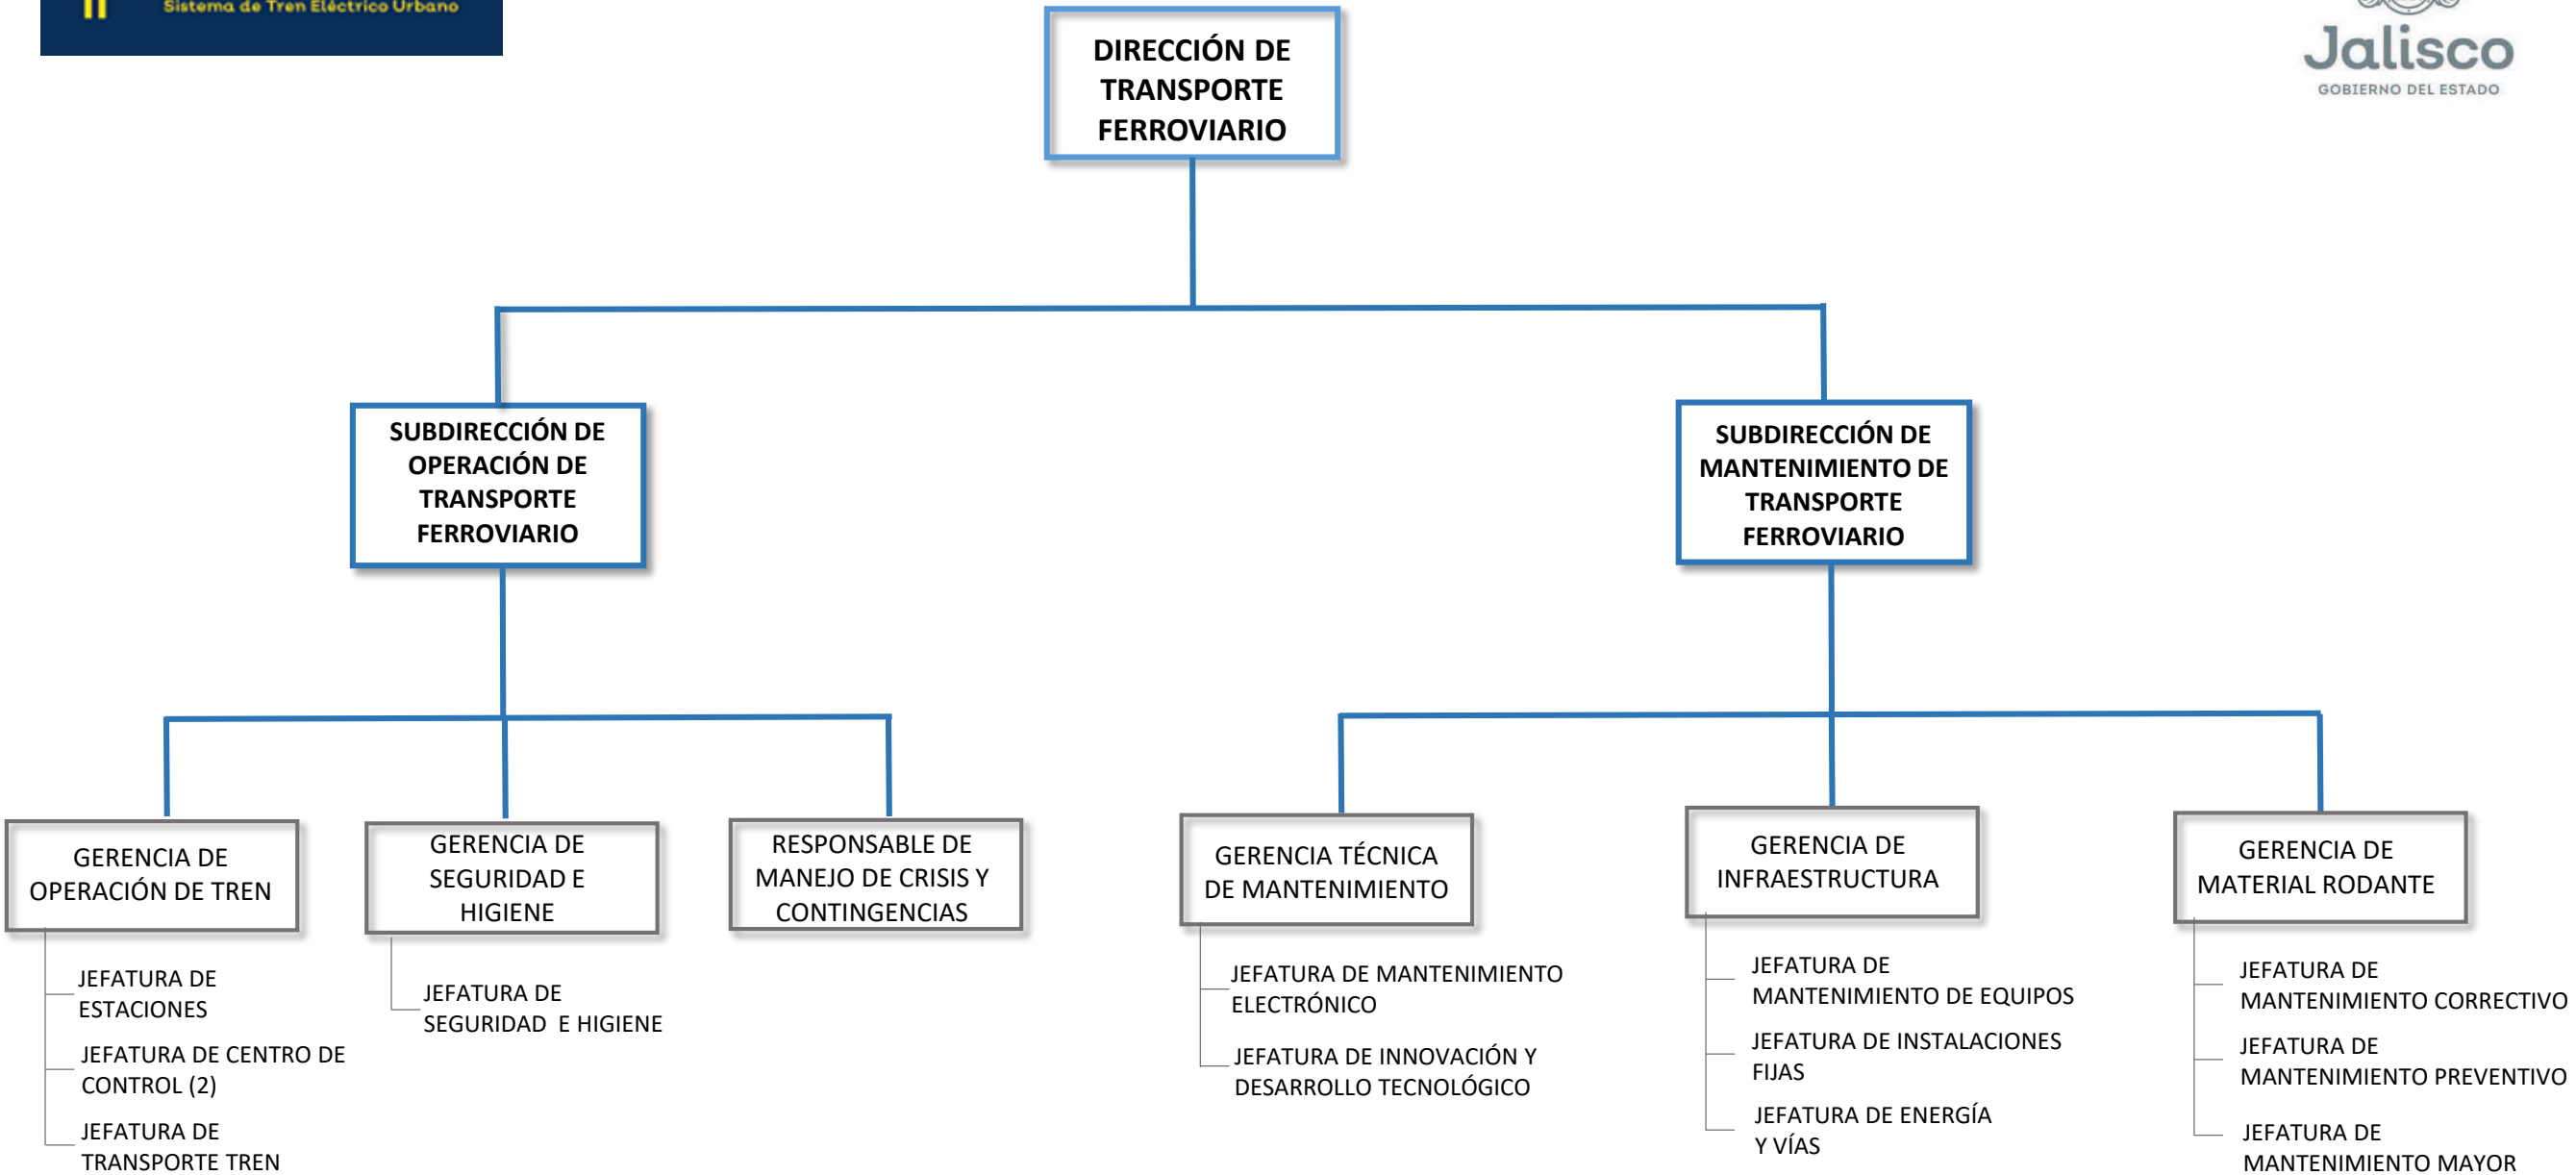 Sistema de Tren Eléctrico Urbano
Jalisco
GOBIERNO DEL ESTADO
DIRECCIÓN DE
TRANSPORTE
FERROVIARIO
SUBDIRECCIÓN DE
OPERACIÓN DE
TRANSPORTE
FERROVIARIO
SUBDIRECCIÓN DE
MANTENIMIENTO DE
TRANSPORTE
FERROVIARIO
GERENCIA DE
OPERACIÓN DE TREN
JEFATURA DE
ESTACIONES
JEFATURA DE CENTRO DE
CONTROL (2)
JEFATURA DE
TRANSPORTE TREN
GERENCIA DE
SEGURIDAD E
HIGIENE
JEFATURA DE
SEGURIDAD  E HIGIENE
RESPONSABLE DE
MANEJO DE CRISIS Y
CONTINGENCIAS
GERENCIA TÉCNICA
DE MANTENIMIENTO
JEFATURA DE MANTENIMIENTO
ELECTRÓNICO
JEFATURA DE INNOVACIÓN Y
DESARROLLO TECNOLÓGICO
GERENCIA DE
INFRAESTRUCTURA
JEFATURA DE
MANTENIMIENTO DE EQUIPOS
JEFATURA DE INSTALACIONES
FIJAS
JEFATURA DE ENERGÍA
Y VÍAS
GERENCIA DE
MATERIAL RODANTE
JEFATURA DE
MANTENIMIENTO CORRECTIVO
JEFATURA DE
MANTENIMIENTO PREVENTIVO
JEFATURA DE
MANTENIMIENTO MAYOR